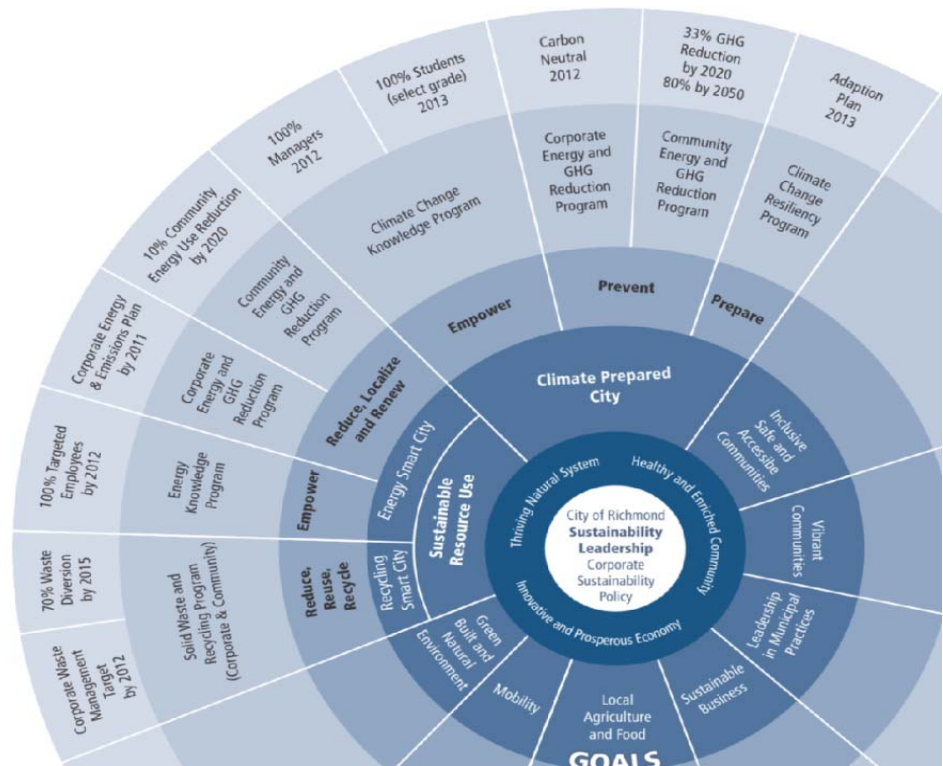 100% Students
(select grade)
2013
Carbon
Neutral
2012
33% GHG
Reduction
by 2020
80% by 2050
Adaption
Plan
2013
100%
Managers
2012
10% Community
Energy Use Reduction
by 2020
Corporate Energy
& Emissions Plan
by 2011
100% Targeted
Employees
by 2012
70% Waste
Diversion
by 2015
Corporate Waste
Management
Target
by 2012
Climate Change
Knowledge Program
Corporate
Energy and
GHG
Reduction
Program
Community
Energy and
GHG
Reduction
Program
Climate
Change
Resiliency
Program
Community
Energy and
GHG
Reduction
Program
Corporate
Energy and
GHG
Reduction
Program
Energy
Knowledge
Program
Solid Waste and
Recycling Program
(Corporate & Community)
Empower
Prevent
Prepare
Reduce, Localize
and Renew
Empower
Reduce,
Reuse,
Recycle
Climate Prepared
City
Energy Smart City
Sustainable
Resource Use
Recycling
Smart City
Inclusive
Safe and
Accessibe
Communities
Vibrant
Communities
Leadership
in Municipal
Practices
Sustainable
Business
Local
Agriculture
and Food
Mobility
Green
Built and
Natural
Environment
GOALS
Thriving Natural System
Healthy and Enriched Community
Innovative and Prosperous Economy
City of Richmond
Sustainability
Leadership
Corporate
Sustainability
Policy